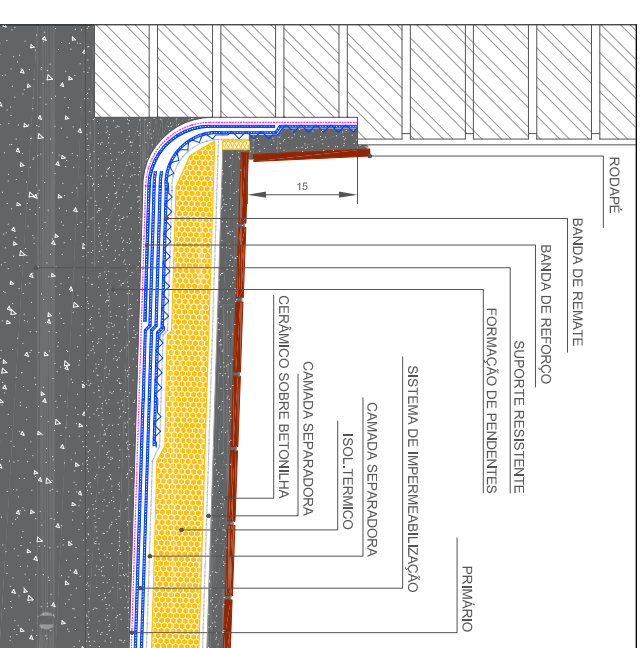 RODAPÉ
BANDA DE REMATE
BANDA DE REFORÇO
SUPORTE RESISTENTE
FORMAÇÃO DE PENDENTES
PRIMÁRIO
SISTEMA DE IMPERMEABILIZAÇÃO
CAMADA SEPARADORA
ISOL.TERMICO
CAMADA SEPARADORA
CERÂMICO SOBRE BETONILHA
15